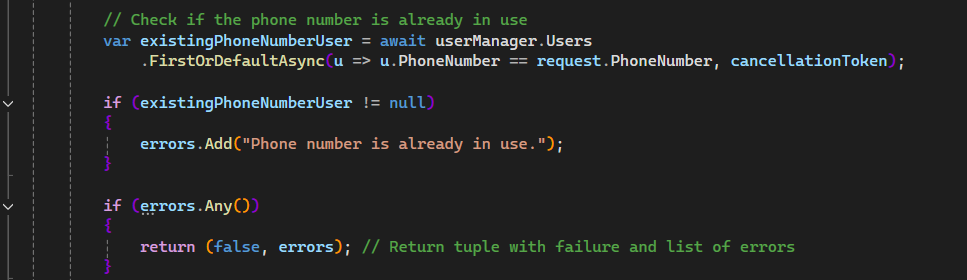 // Check if the phone number is already in use
var existingPhoneNumberUser = await userManager.Users
.FirstOrDefaultAsync(u => u.PhoneNumber == request.PhoneNumber, cancellationToken);
if (existingPhoneNumberUser != null)
{
errors.Add("Phone number is already in use.");
}
if (errors.Any())
{
return (false, errors); // Return tuple with failure and list of errors
}